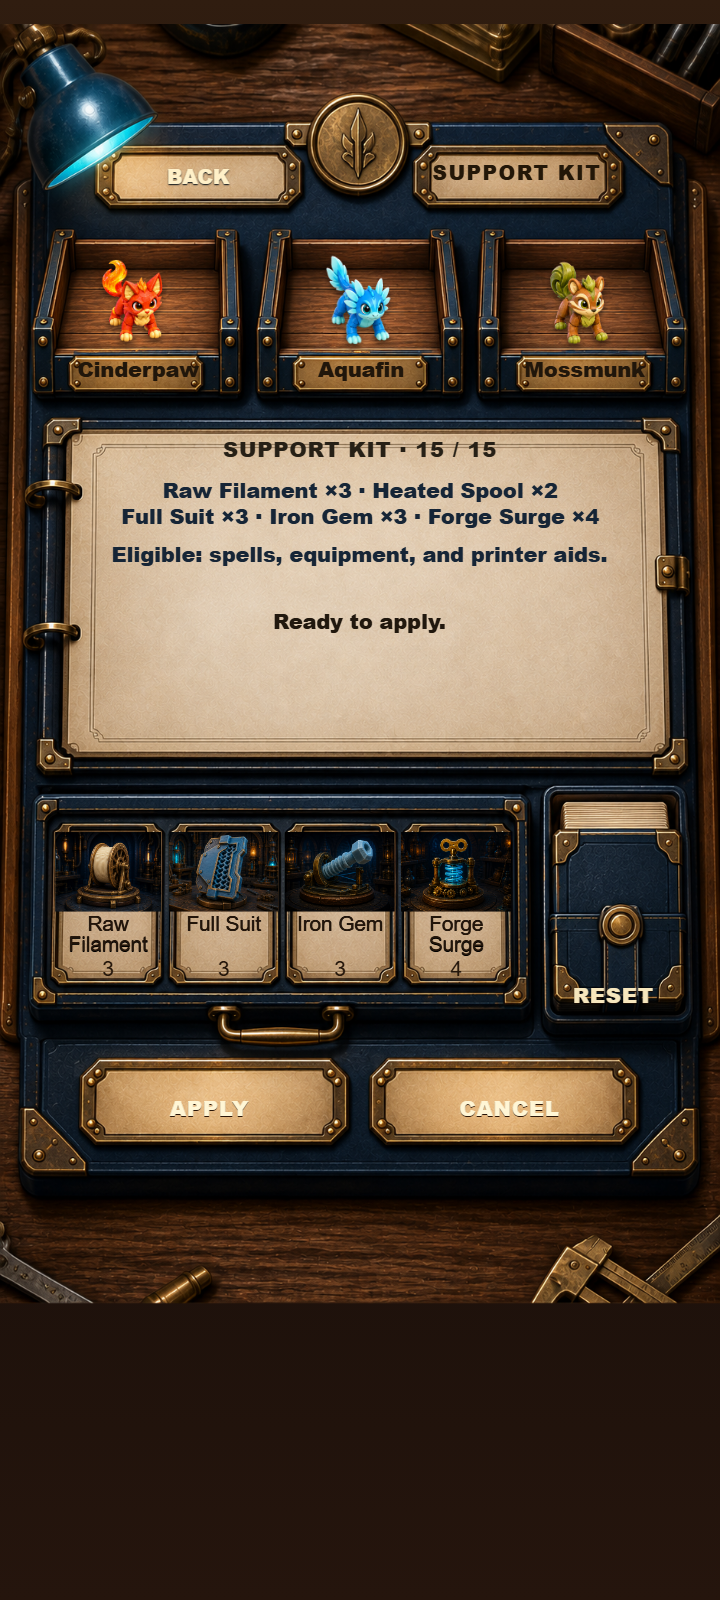 BACK
SUPPORT KIT
Cinderpaw
Aquafin
Mossmunk
SUPPORT KIT · 15 / 15
Raw Filament ×3 · Heated Spool ×2
Full Suit ×3 · Iron Gem ×3 · Forge Surge ×4
Eligible: spells, equipment, and printer aids.
Ready to apply.
Raw
Filament
3
Full Suit
3
Iron Gem
3
Forge
Surge
4
RESET
APPLY
CANCEL